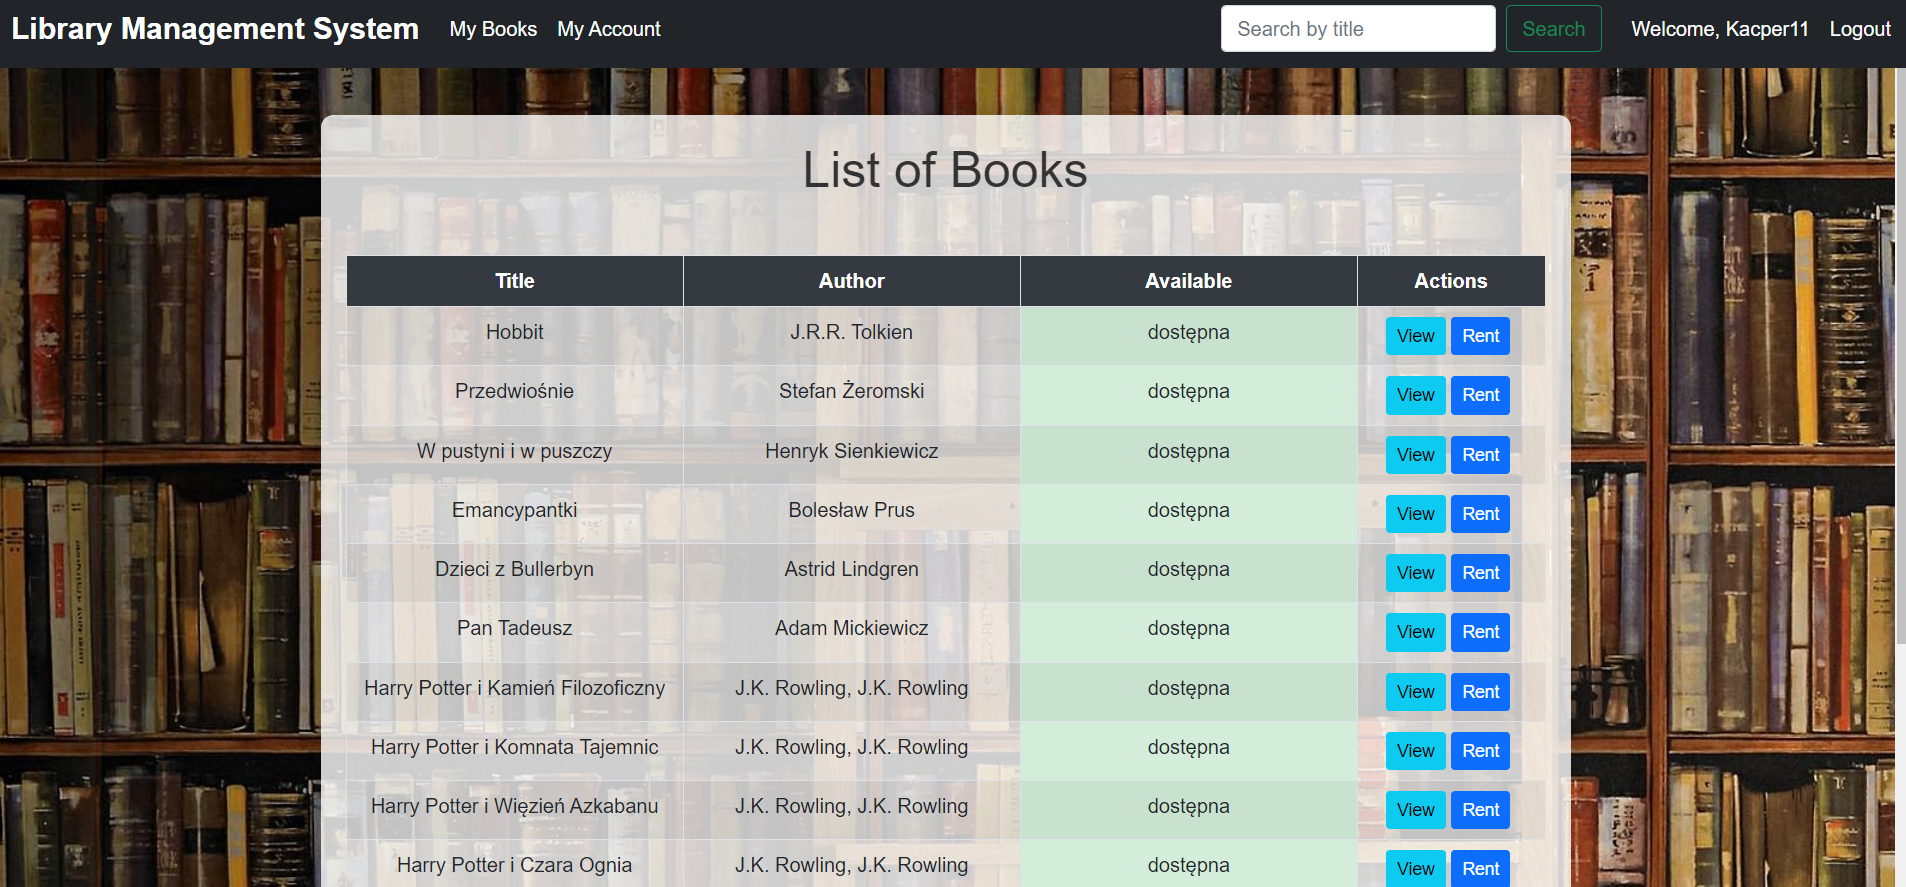 Library Management System My Books My Account Search by title Search Welcome, Kacper11 Logout
List of Books
Title Author Available Actions
Hobbit J.R.R. Tolkien dostępna View Rent
Przedwiośnie Stefan Żeromski dostępna View Rent
W pustyni i w puszczy Henryk Sienkiewicz dostępna View Rent
Emancypantki Bolesław Prus dostępna View Rent
Dzieci z Bullerbyn Astrid Lindgren dostępna View Rent
Pan Tadeusz Adam Mickiewicz dostępna View Rent
Harry Potter i Kamień Filozoficzny J.K. Rowling, J.K. Rowling dostępna View Rent
Harry Potter i Komnata Tajemnic J.K. Rowling, J.K. Rowling dostępna View Rent
Harry Potter i Więzień Azkabanu J.K. Rowling, J.K. Rowling dostępna View Rent
Harry Potter i Czara Ognia J.K. Rowling, J.K. Rowling dostępna View Rent